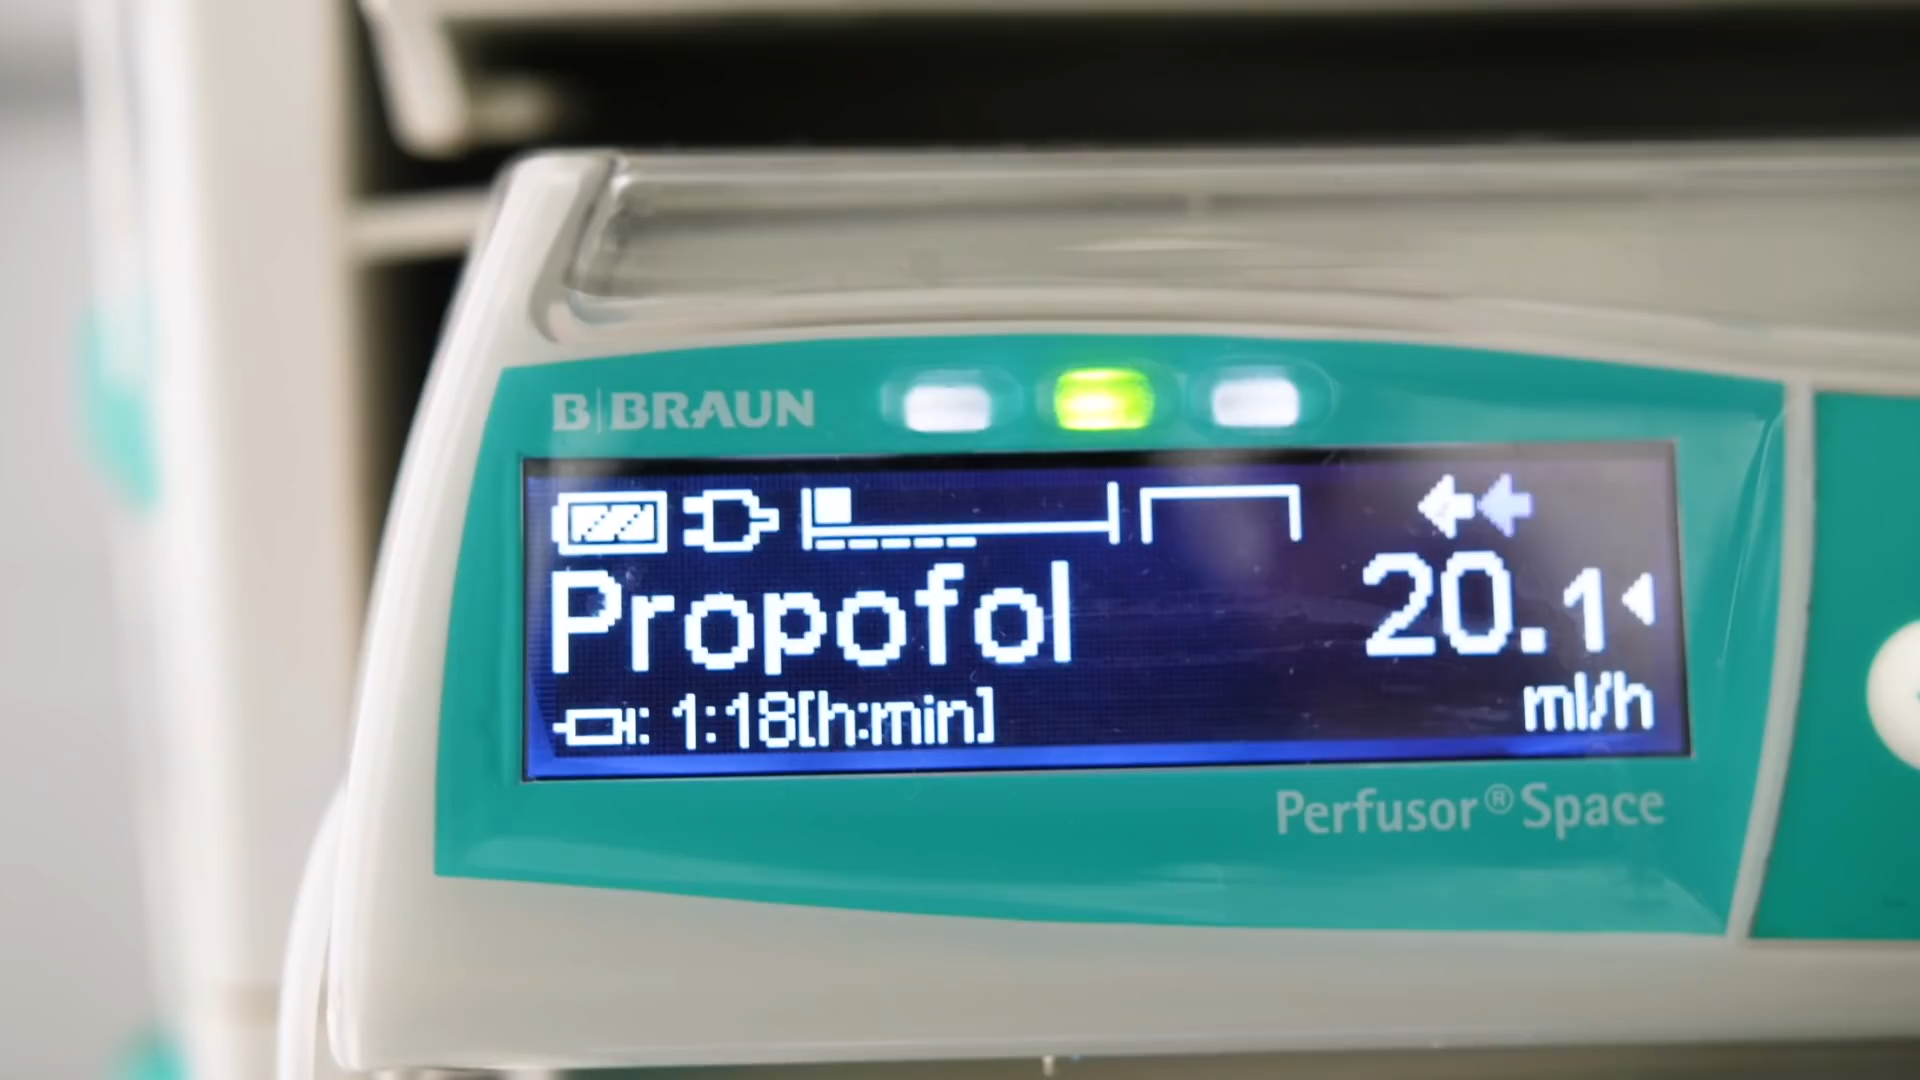 B|BRAUN
Propofol 20.1
ml/h
: 1:18[h:min]
Perfusor® Space